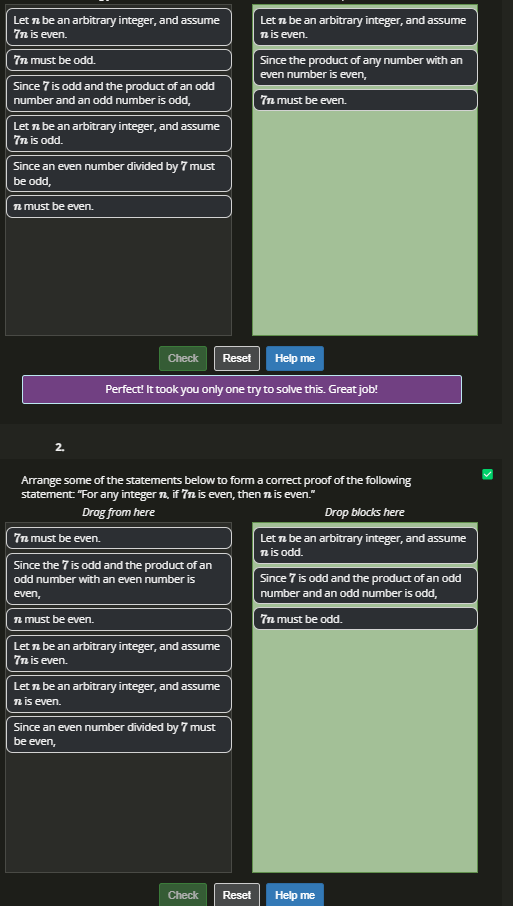 Let n be an arbitrary integer, and assume
7n is even.
7n must be odd.
Since 7 is odd and the product of an odd
number and an odd number is odd,
Let n be an arbitrary integer, and assume
7n is odd.
Since an even number divided by 7 must
be odd,
n must be even.
Let n be an arbitrary integer, and assume
n is even.
Since the product of any number with an
even number is even,
7n must be even.
Check
Reset
Help me
Perfect! It took you only one try to solve this. Great job!
2.
Arrange some of the statements below to form a correct proof of the following
statement: “For any integer n, if 7n is even, then n is even.”
Drag from here
Drop blocks here
7n must be even.
Since the 7 is odd and the product of an
odd number with an even number is
even,
n must be even.
Let n be an arbitrary integer, and assume
7n is even.
Let n be an arbitrary integer, and assume
n is even.
Since an even number divided by 7 must
be even,
Let n be an arbitrary integer, and assume
n is odd.
Since 7 is odd and the product of an odd
number and an odd number is odd,
7n must be odd.
Check
Reset
Help me